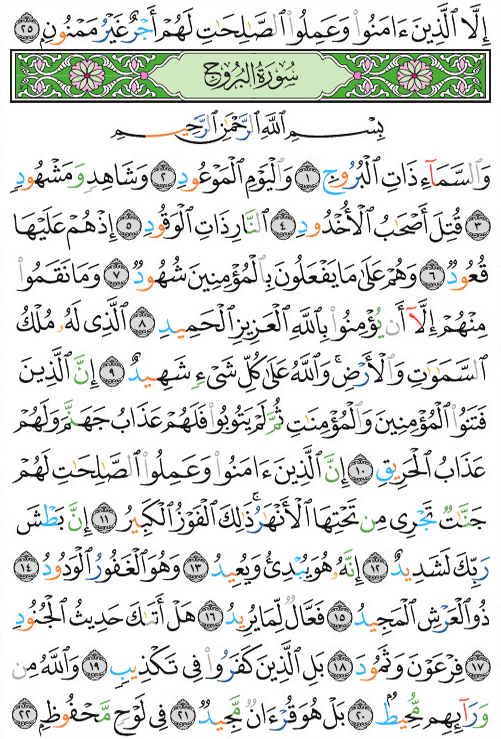 إِلَّا ٱلَّذِينَ ءَامَنُوا۟ وَعَمِلُوا۟ ٱلصَّـٰلِحَـٰتِ لَهُمْ أَجْرٌ غَيْرُ مَمْنُونٍۭ ٢٥
سُورَةُ البُرُوجِ
بِسْمِ ٱللَّهِ ٱلرَّحْمَـٰنِ ٱلرَّحِيمِ
وَٱلسَّمَآءِ ذَاتِ ٱلْبُرُوجِ ١ وَٱلْيَوْمِ ٱلْمَوْعُودِ ٢ وَشَاهِدٍ وَمَشْهُودٍ
٣ قُتِلَ أَصْحَـٰبُ ٱلْأُخْدُودِ ٤ ٱلنَّارِ ذَاتِ ٱلْوَقُودِ ٥ إِذْ هُمْ عَلَيْهَا
قُعُودٌ ٦ وَهُمْ عَلَىٰ مَا يَفْعَلُونَ بِٱلْمُؤْمِنِينَ شُهُودٌ ٧ وَمَا نَقَمُوا۟
مِنْهُمْ إِلَّآ أَن يُؤْمِنُوا۟ بِٱللَّهِ ٱلْعَزِيزِ ٱلْحَمِيدِ ٨ ٱلَّذِى لَهُۥ مُلْكُ
ٱلسَّمَـٰوَٰتِ وَٱلْأَرْضِ ۚ وَٱللَّهُ عَلَىٰ كُلِّ شَىْءٍ شَهِيدٌ ٩ إِنَّ ٱلَّذِينَ
فَتَنُوا۟ ٱلْمُؤْمِنِينَ وَٱلْمُؤْمِنَـٰتِ ثُمَّ لَمْ يَتُوبُوا۟ فَلَهُمْ عَذَابُ جَهَنَّمَ وَلَهُمْ
عَذَابُ ٱلْحَرِيقِ ١٠ إِنَّ ٱلَّذِينَ ءَامَنُوا۟ وَعَمِلُوا۟ ٱلصَّـٰلِحَـٰتِ لَهُمْ
جَنَّـٰتٌ تَجْرِى مِن تَحْتِهَا ٱلْأَنْهَـٰرُ ۚ ذَٰلِكَ ٱلْفَوْزُ ٱلْكَبِيرُ ١١ إِنَّ بَطْشَ
رَبِّكَ لَشَدِيدٌ ١٢ إِنَّهُۥ هُوَ يُبْدِئُ وَيُعِيدُ ١٣ وَهُوَ ٱلْغَفُورُ ٱلْوَدُودُ ١٤
ذُو ٱلْعَرْشِ ٱلْمَجِيدُ ١٥ فَعَّالٌ لِّمَا يُرِيدُ ١٦ هَلْ أَتَىٰكَ حَدِيثُ ٱلْجُنُودِ
١٧ فِرْعَوْنَ وَثَمُودَ ١٨ بَلِ ٱلَّذِينَ كَفَرُوا۟ فِى تَكْذِيبٍ ١٩ وَٱللَّهُ مِن
وَرَآئِهِم مُّحِيطٌۢ ٢٠ بَلْ هُوَ قُرْءَانٌ مَّجِيدٌ ٢١ فِى لَوْحٍ مَّحْفُوظٍۭ ٢٢